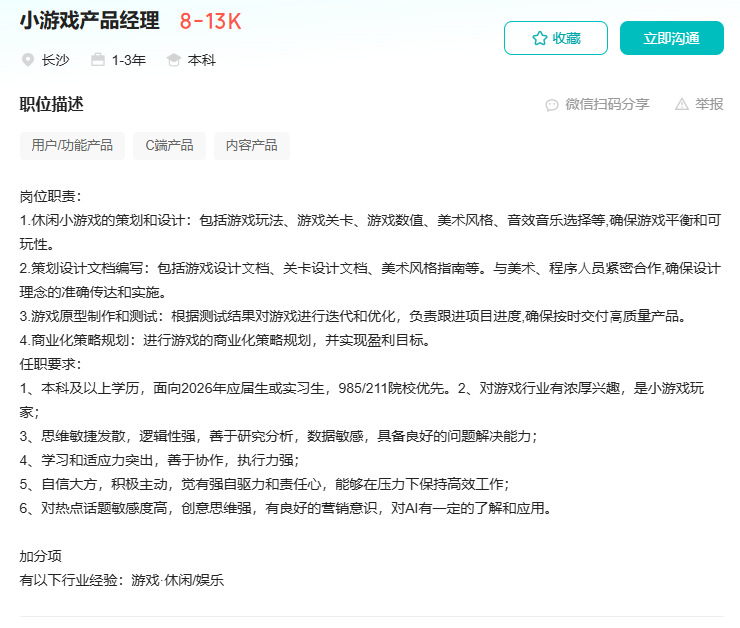 小游戏产品经理 8-13K
收藏 立即沟通
长沙 1-3年 本科
职位描述
微信扫码分享 举报
用户/功能产品 C端产品 内容产品
岗位职责：
1.休闲小游戏的策划和设计：包括游戏玩法、游戏关卡、游戏数值、美术风格、音效音乐选择等,确保游戏平衡和可
玩性。
2.策划设计文档编写：包括游戏设计文档、关卡设计文档、美术风格指南等。与美术、程序人员紧密合作,确保设计
理念的准确传达和实施。
3.游戏原型制作和测试：根据测试结果对游戏进行迭代和优化，负责跟进项目进度,确保按时交付高质量产品。
4.商业化策略规划：进行游戏的商业化策略规划，并实现盈利目标。
任职要求：
1、本科及以上学历，面向2026年应届生或实习生，985/211院校优先。2、对游戏行业有浓厚兴趣，是小游戏玩
家；
3、思维敏捷发散，逻辑性强，善于研究分析，数据敏感，具备良好的问题解决能力；
4、学习和适应力突出，善于协作，执行力强；
5、自信大方，积极主动，觉有强自驱力和责任心，能够在压力下保持高效工作；
6、对热点话题敏感度高，创意思维强，有良好的营销意识，对AI有一定的了解和应用。
加分项
有以下行业经验：游戏·休闲/娱乐